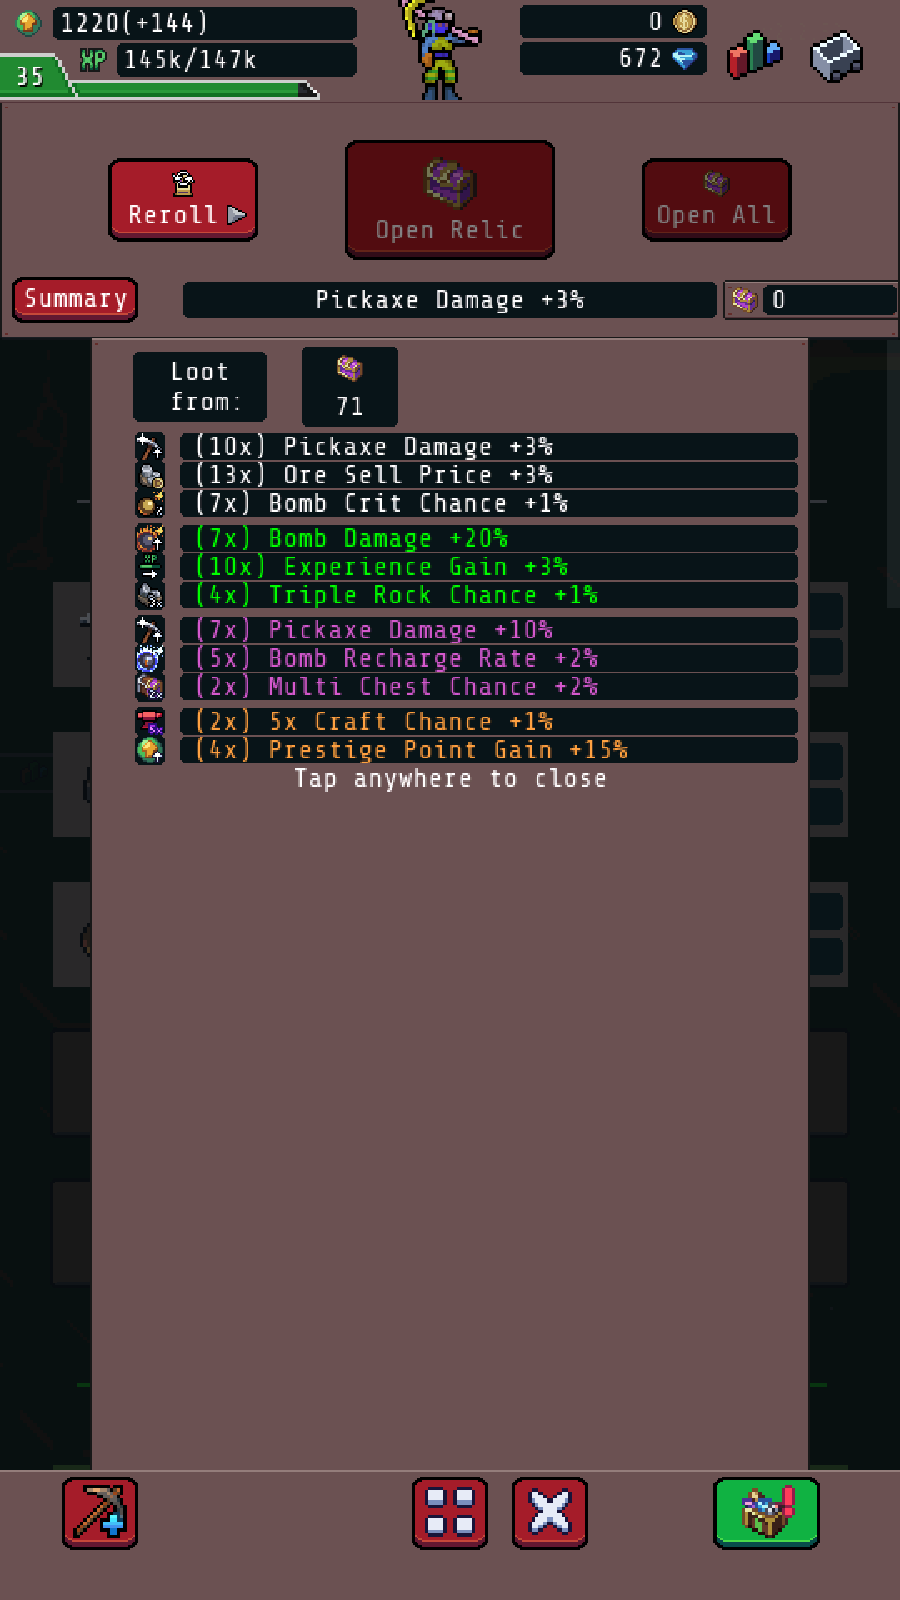 1220(+144)
0
XP 145k/147k
672
35
Reroll
Open Relic
Open All
Summary
Pickaxe Damage +3%
0
Loot from:
71
(10x) Pickaxe Damage +3%
(13x) Ore Sell Price +3%
(7x) Bomb Crit Chance +1%
(7x) Bomb Damage +20%
(10x) Experience Gain +3%
(4x) Triple Rock Chance +1%
(7x) Pickaxe Damage +10%
(5x) Bomb Recharge Rate +2%
(2x) Multi Chest Chance +2%
(2x) 5x Craft Chance +1%
(4x) Prestige Point Gain +15%
Tap anywhere to close